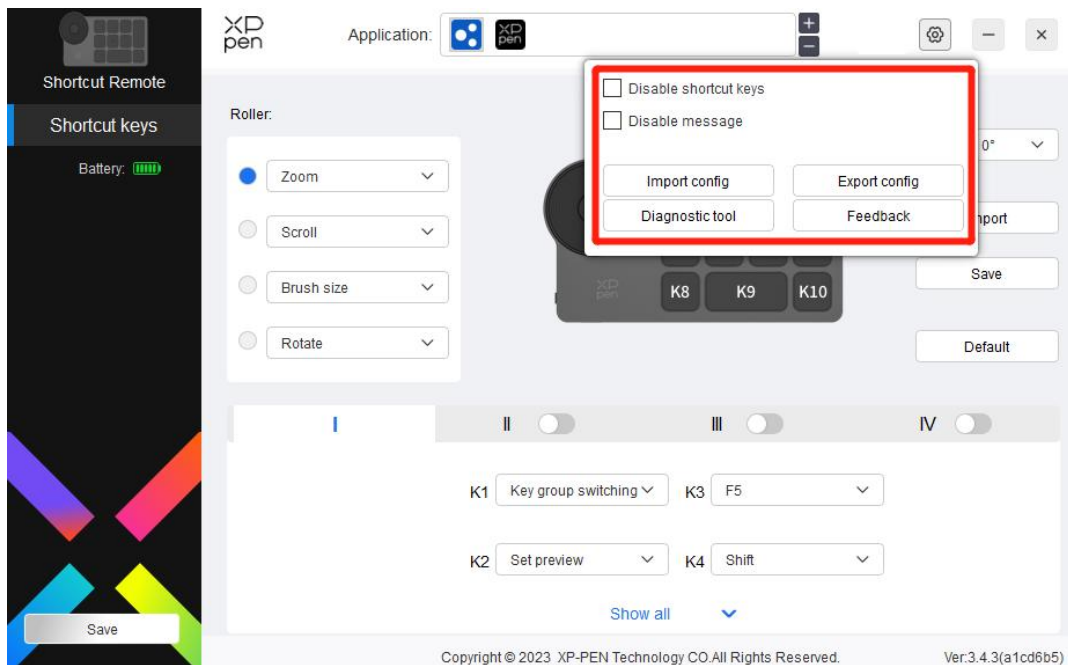 Shortcut Remote
Shortcut keys
Battery:
Save
XP
pen
Application:
XP
pen
Disable shortcut keys
Disable message
Import config
Export config
Diagnostic tool
Feedback
Roller:
Zoom
Scroll
Brush size
Rotate
XP
pen
K8
K9
K10
0°
Save
Default
I
II
III
IV
K1
Key group switching
K3
F5
K2
Set preview
K4
Shift
Show all
Copyright © 2023 XP-PEN Technology CO.All Rights Reserved.
Ver:3.4.3(a1cd6b5)